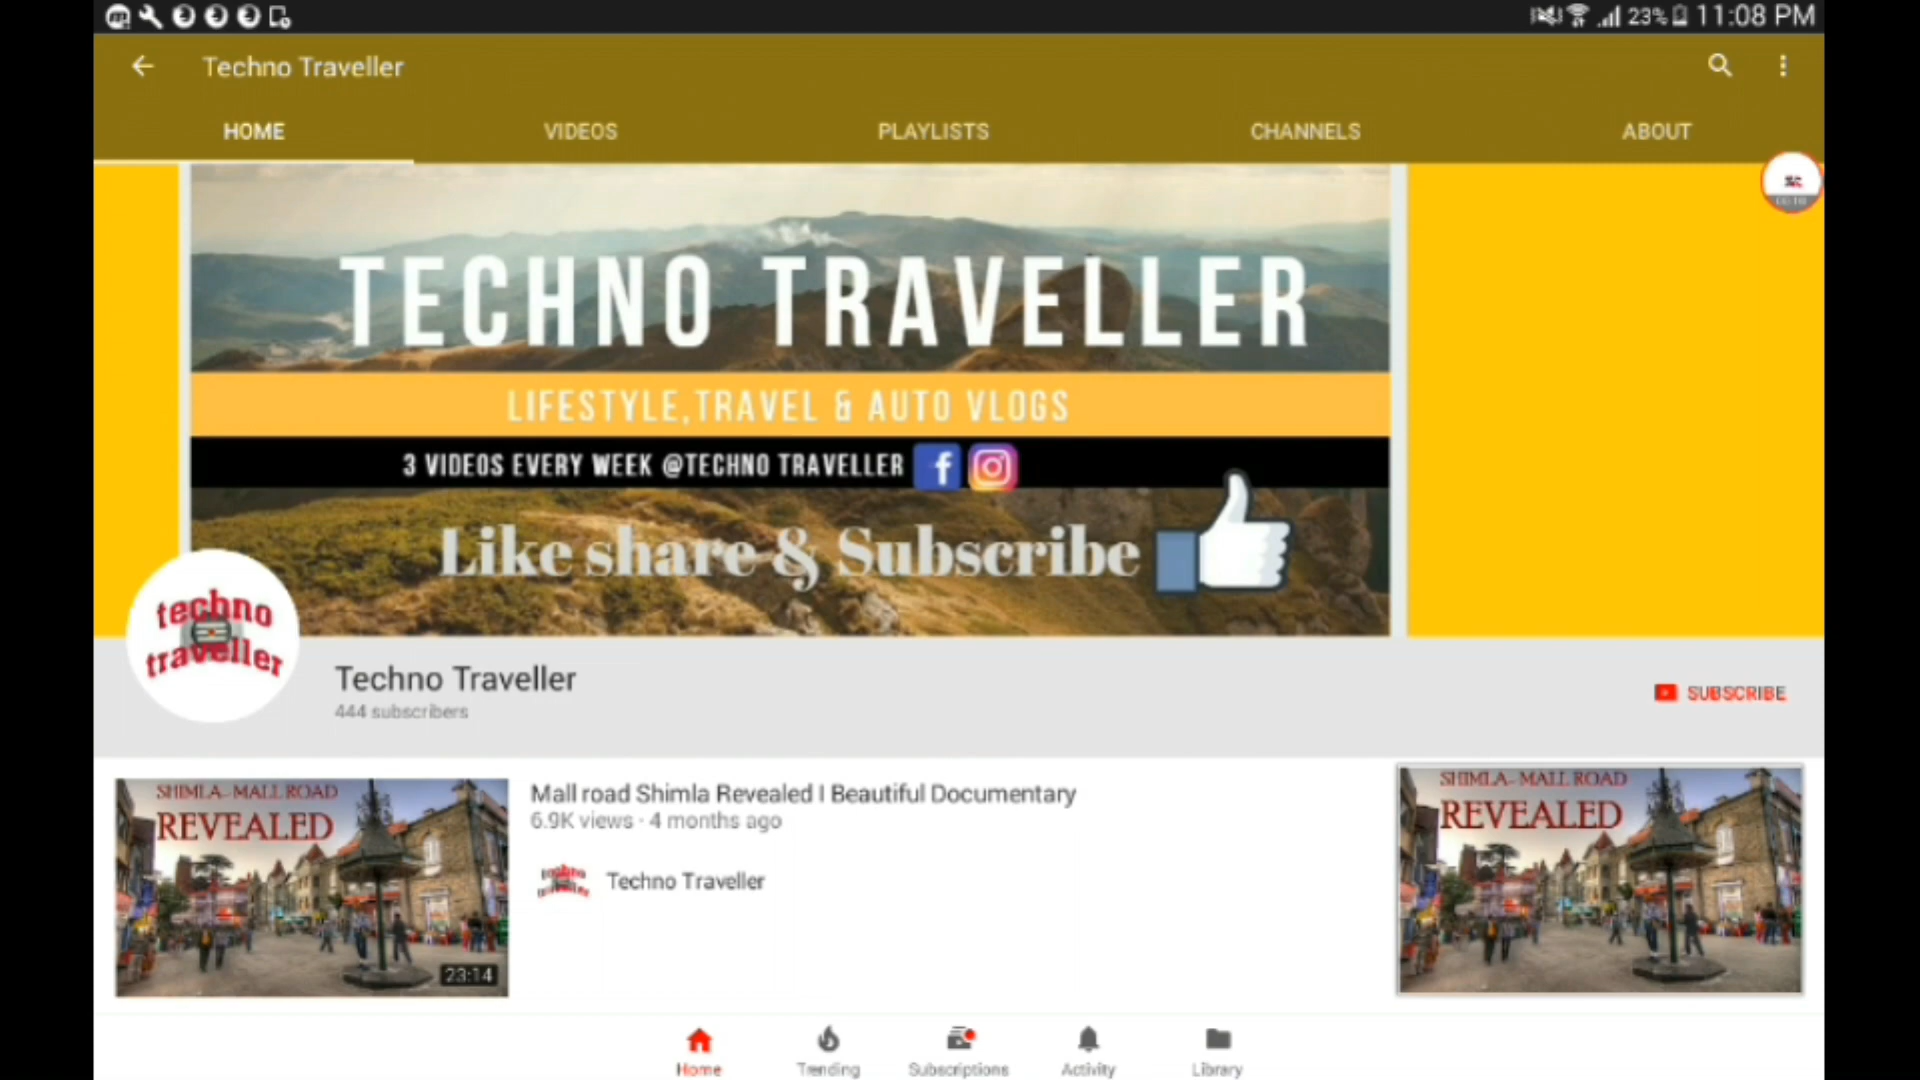 23% 11:08 PM
Techno Traveller
HOME VIDEOS PLAYLISTS CHANNELS ABOUT
TECHNO TRAVELLER
LIFESTYLE,TRAVEL & AUTO VLOGS
3 VIDEOS EVERY WEEK @TECHNO TRAVELLER
Like share & Subscribe
techno
traveller
Techno Traveller
444 subscribers
SUBSCRIBE
SHIMLA- MALL ROAD
REVEALED
23:14
Mall road Shimla Revealed I Beautiful Documentary
6.9K views · 4 months ago
techno
traveller
Techno Traveller
SHIMLA- MALL ROAD
REVEALED
Home Trending Subscriptions Activity Library